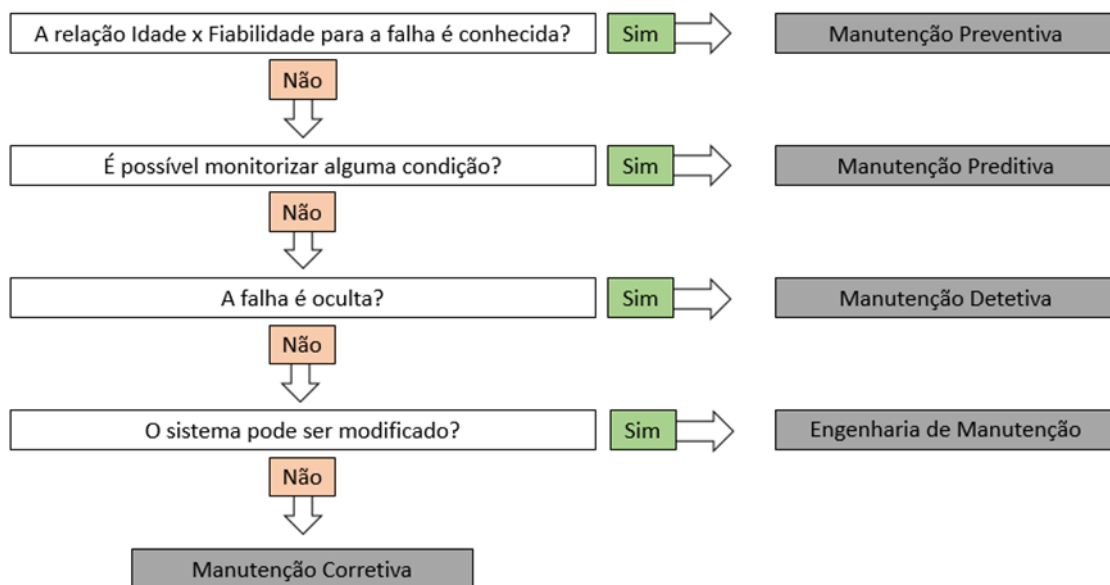 A relação Idade x Fiabilidade para a falha é conhecida?
Sim
Manutenção Preventiva
Não
É possível monitorizar alguma condição?
Sim
Manutenção Preditiva
Não
A falha é oculta?
Sim
Manutenção Detetiva
Não
O sistema pode ser modificado?
Sim
Engenharia de Manutenção
Não
Manutenção Corretiva